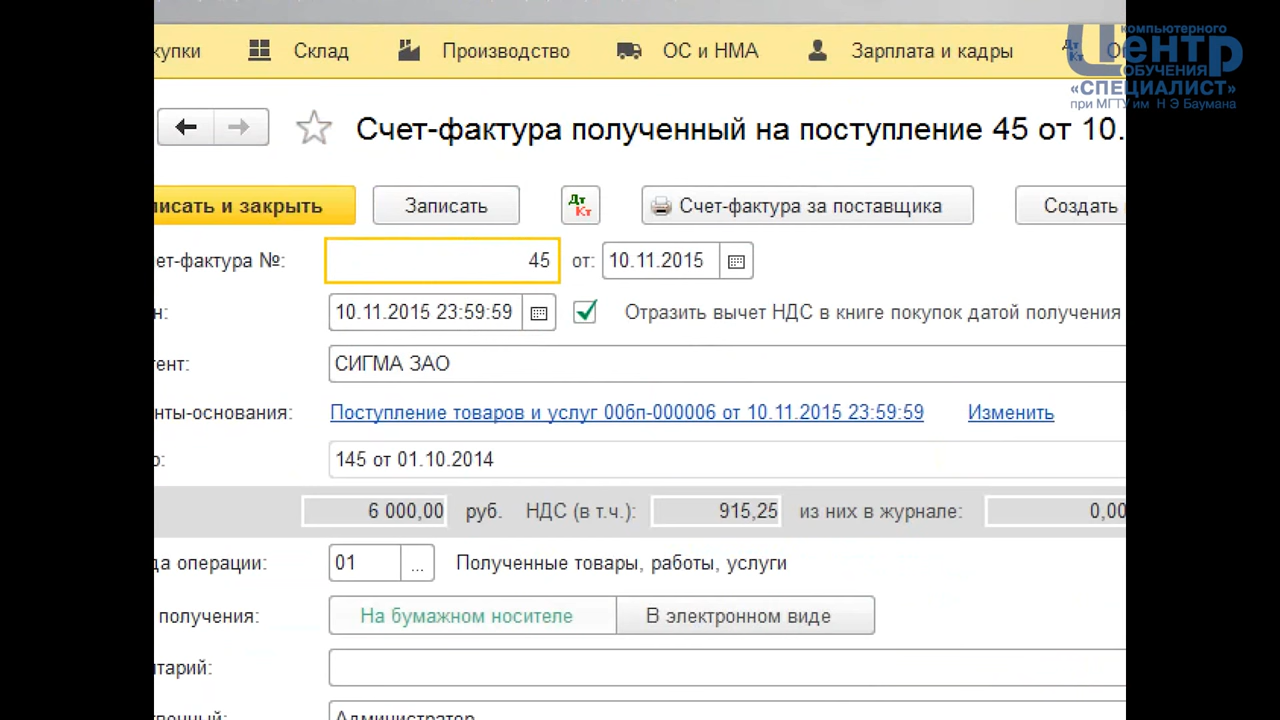 купки Склад Производство ОС и НМА Зарплата и кадры
компьютерного
Центр
ОБУЧЕНИЯ
«СПЕЦИАЛИСТ»
при МГТУ им Н Э Баумана
Счет-фактура полученный на поступление 45 от 10.
исать и закрыть Записать Дт Кт Счет-фактура за поставщика Создать
ет-фактура №: 45 от: 10.11.2015
н: 10.11.2015 23:59:59 Отразить вычет НДС в книге покупок датой получения
ент: СИГМА ЗАО
нты-основания: Поступление товаров и услуг 00бп-000006 от 10.11.2015 23:59:59 Изменить
р: 145 от 01.10.2014
6 000,00 руб. НДС (в т.ч.): 915,25 из них в журнале: 0,00
да операции: 01 ... Полученные товары, работы, услуги
получения: На бумажном носителе В электронном виде
тарий:
твенный: Администратор